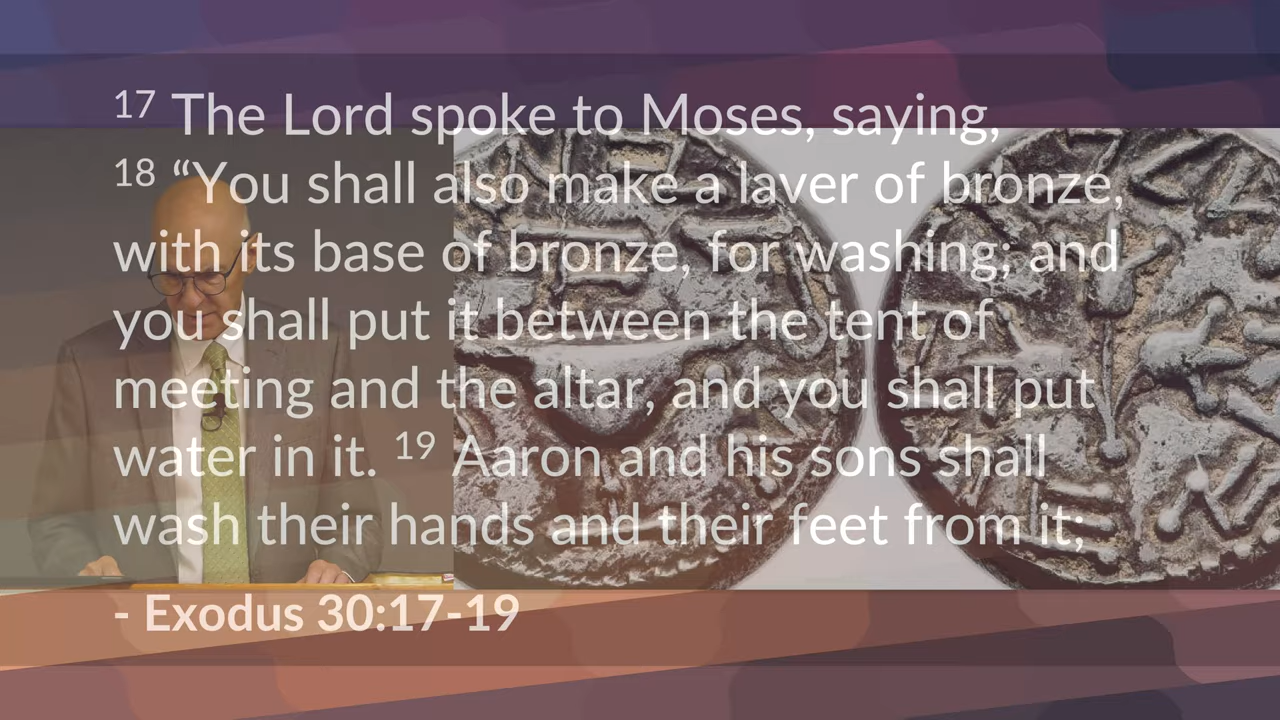 17 The Lord spoke to Moses, saying,
18 “You shall also make a laver of bronze,
with its base of bronze, for washing; and
you shall put it between the tent of
meeting and the altar, and you shall put
water in it. 19 Aaron and his sons shall
wash their hands and their feet from it;
- Exodus 30:17-19